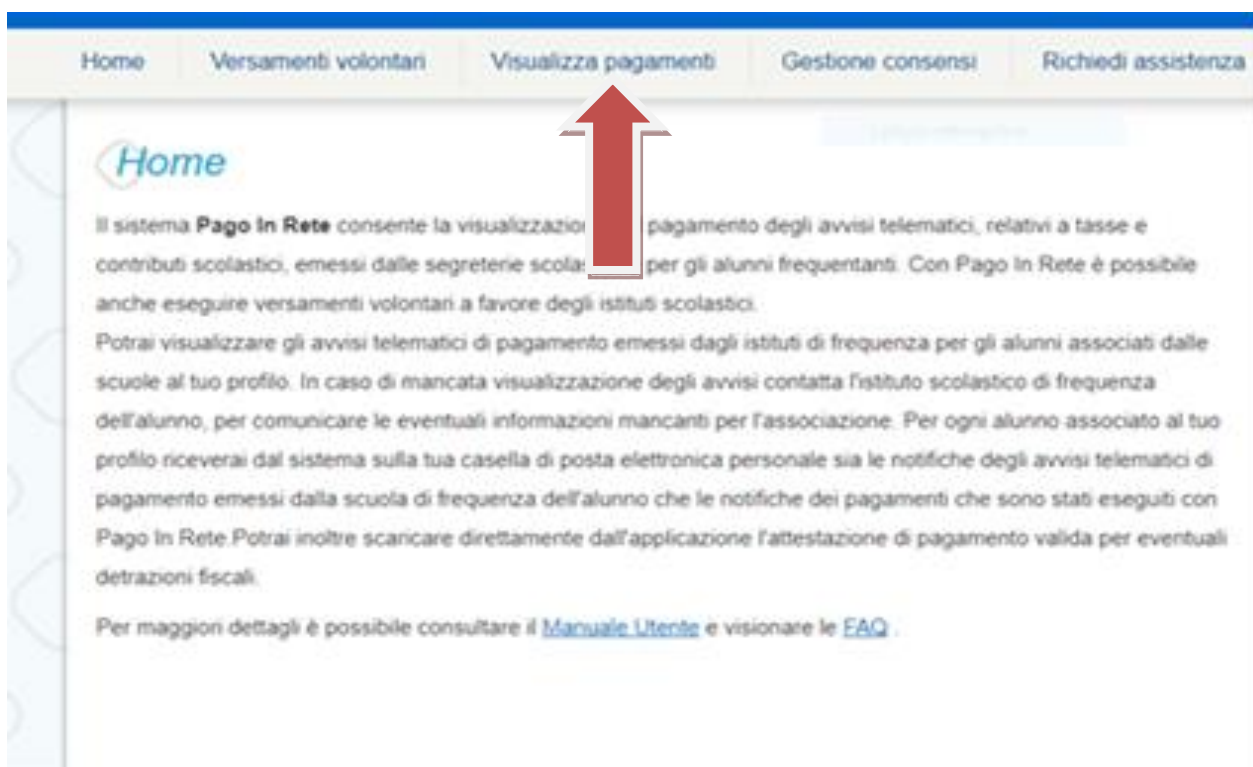 Home Versamenti volontari Visualizza pagamenti Gestione consensi Richiedi assistenza
Home
Il sistema Pago In Rete consente la visualizzazion pagamento degli avvisi telematici, relativi a tasse e
contributi scolastici, emessi dalle segreterie scolas per gli alunni frequentanti. Con Pago In Rete è possibile
anche eseguire versamenti volontari a favore degli istituti scolastici.
Potrai visualizzare gli avvisi telematici di pagamento emessi dagli istituti di frequenza per gli alunni associati dalle
scuole al tuo profilo. In caso di mancata visualizzazione degli avvisi contatta l'istituto scolastico di frequenza
dell'alunno, per comunicare le eventuali informazioni mancanti per l'associazione. Per ogni alunno associato al tuo
profilo riceverai dal sistema sulla tua casella di posta elettronica personale sia le notifiche degli avvisi telematici di
pagamento emessi dalla scuola di frequenza dell'alunno che le notifiche dei pagamenti che sono stati eseguiti con
Pago In Rete.Potrai inoltre scaricare direttamente dall'applicazione l'attestazione di pagamento valida per eventuali
detrazioni fiscali.
Per maggiori dettagli è possibile consultare il Manuale Utente e visionare le FAQ .